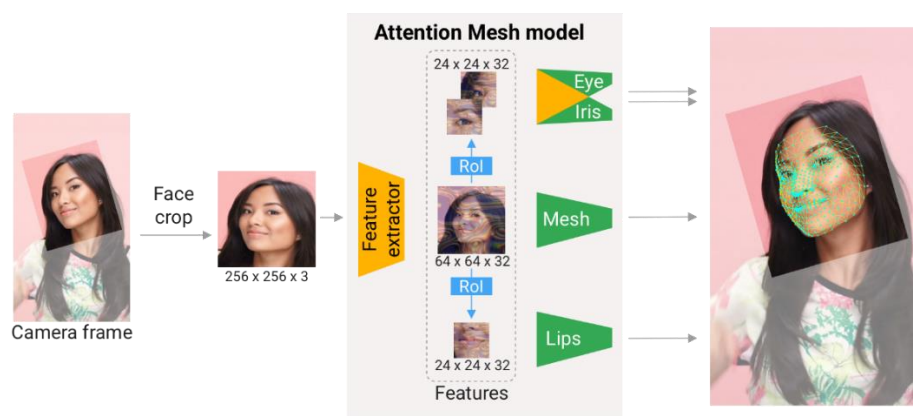 Attention Mesh model
24 x 24 x 32
Eye
Iris
RoI
Face
crop
Feature
extractor
Mesh
256 x 256 x 3
64 x 64 x 32
RoI
Camera frame
Lips
24 x 24 x 32
Features